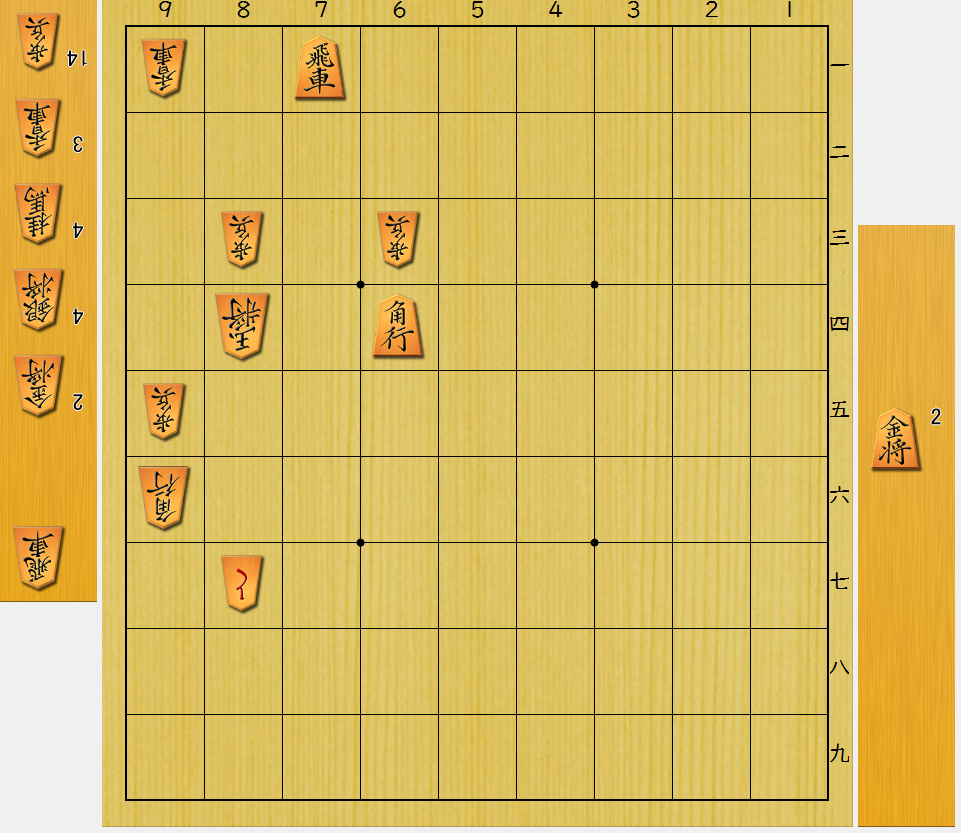 9 8 7 6 5 4 3 2 1
歩兵 14
香車 3
桂馬 4
銀将 4
金将 2
飛車
香車 飛車 一
二
歩兵 歩兵 三
玉将 角行 四
歩兵 五
角行 六
と 七
八
九
金将 2